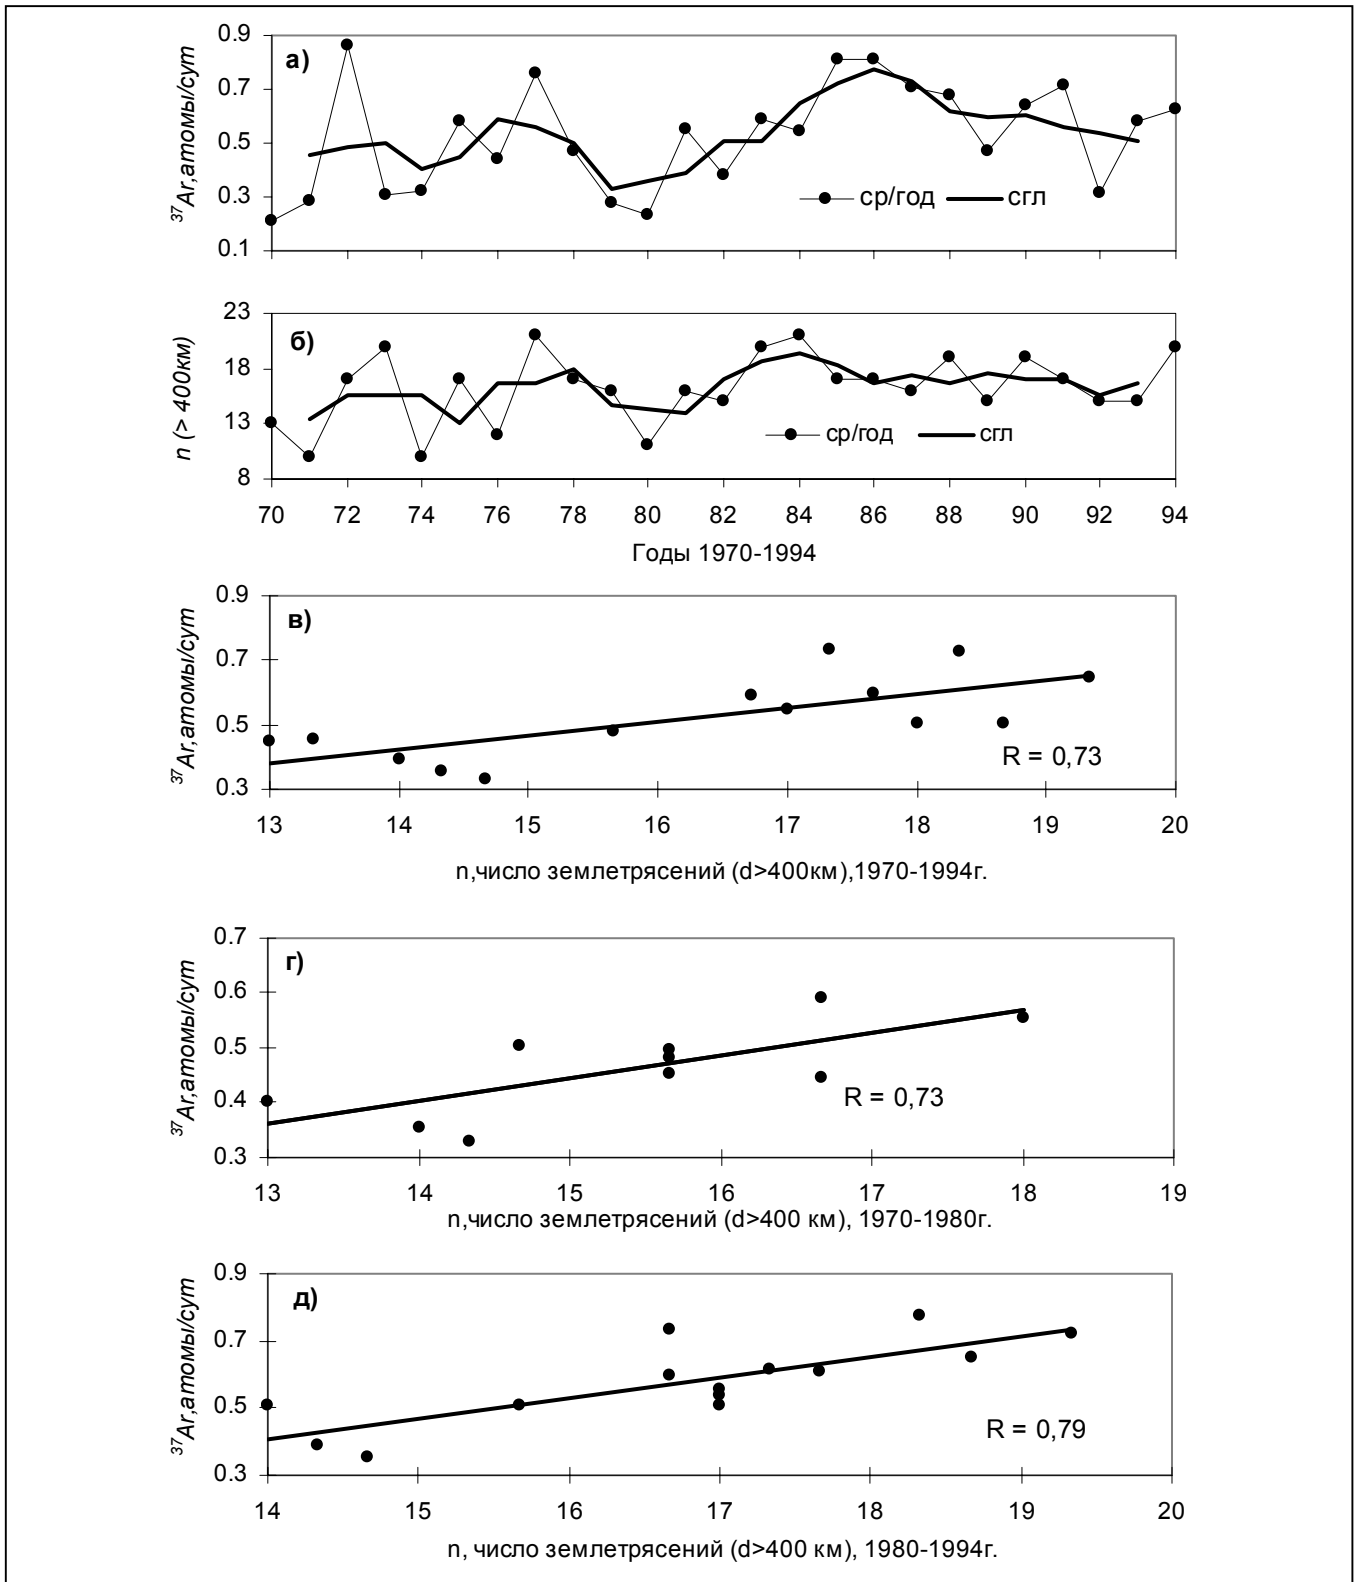 а)
³⁷Ar,атомы/сут
0.9
0.7
0.5
0.3
0.1
ср/год
сгл
б)
n (> 400км)
23
18
13
8
ср/год
сгл
70 72 74 76 78 80 82 84 86 88 90 92 94
Годы 1970-1994
в)
³⁷Ar,атомы/сут
0.9
0.7
0.5
0.3
R = 0,73
13 14 15 16 17 18 19 20
n,число землетрясений (d>400км),1970-1994г.
г)
³⁷Ar,атомы/сут
0.7
0.6
0.5
0.4
0.3
R = 0,73
13 14 15 16 17 18 19
n,число землетрясений (d>400 км), 1970-1980г.
д)
³⁷Ar,атомы/сут
0.9
0.7
0.5
0.3
R = 0,79
14 15 16 17 18 19 20
n, число землетрясений (d>400 км), 1980-1994г.